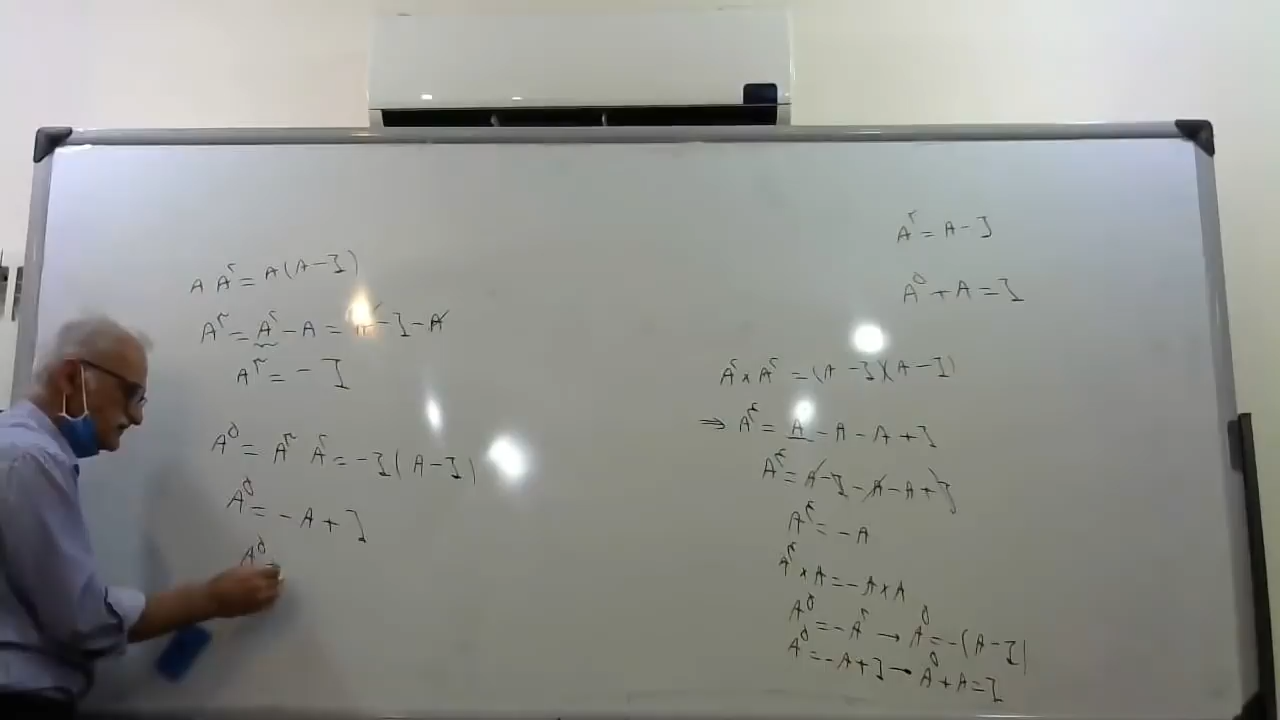 A^۲ = A - I
A^۵ + A = I
A^۲ × A^۲ = (A - I)(A - I)
⇒ A^۴ = A - A - A + I
A^۴ = A - I - A - A + I
A^۴ = -A
A^۴ × A = -A × A
A^۵ = -A^۲ → A^۵ = -(A - I)
A^۵ = -A + I → A^۵ + A = I
A A^۲ = A(A - I)
A^۳ = A^۲ - A = A - I - A
A^۳ = -I
A^۵ = A^۳ A^۲ = -I(A - I)
A^۵ = -A + I
A^۵